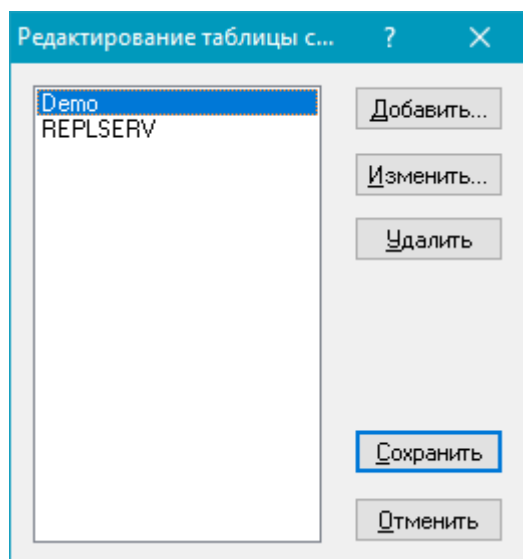 Редактирование таблицы с...
?
Demo
REPLSERV
Добавить...
Изменить...
Удалить
Сохранить
Отменить